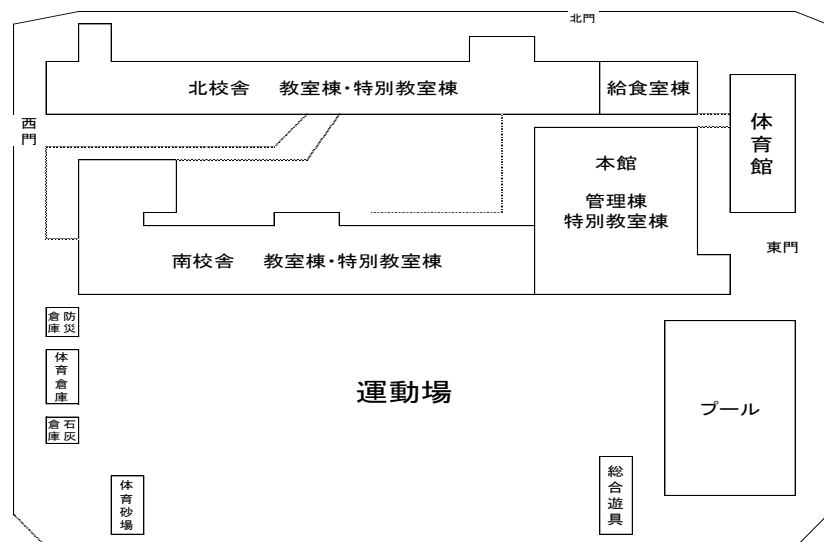 北門
北校舎　教室棟・特別教室棟
給食室棟
体育館
西門
本館
管理棟
特別教室棟
南校舎　教室棟・特別教室棟
東門
防災倉庫
体育倉庫
石灰倉庫
運動場
プール
体育砂場
総合遊具